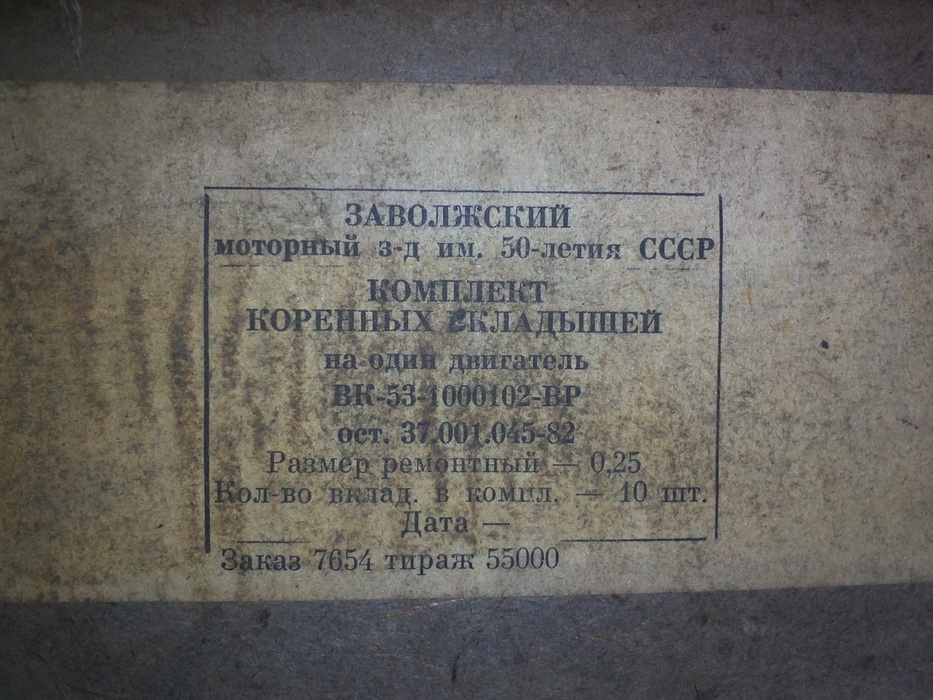 ЗАВОЛЖСКИЙ
моторный з-д им. 50-летия СССР
КОМПЛЕКТ
КОРЕННЫХ ВКЛАДЫШЕЙ
на один двигатель
ВК-53-1000102-ВР
ост. 37.001.045-82
Размер ремонтный — 0,25
Кол-во вклад. в компл. — 10 шт.
Дата —
Заказ 7654 тираж 55000